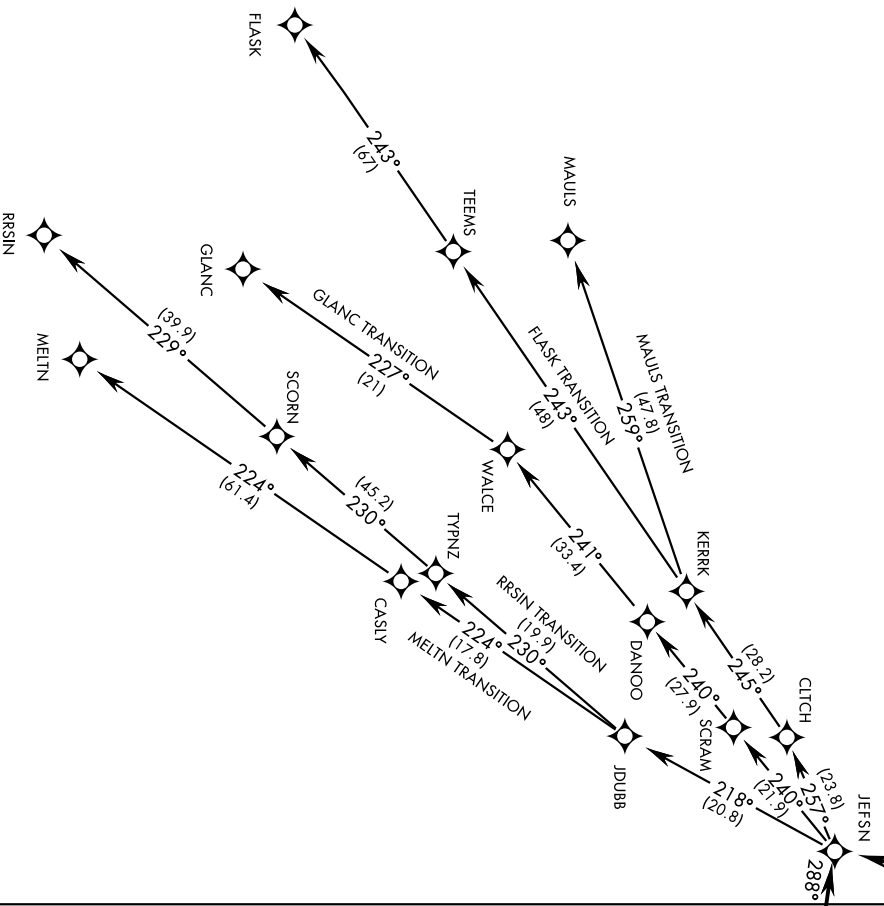 FLASK
243°
(67)
MAULS
TEEMS
RRSIN
GLANC
MELTN
(39.9)
229°
GLANC TRANSITION
227°
(21)
FLASK TRANSITION
243°
(48)
MAULS TRANSITION
(47.8)
259°
SCORN
WALCE
224°
(61.4)
(45.2)
230°
TYPNZ
241°
(33.4)
KERRK
CASLY
RRSIN TRANSITION
(19.9)
230°
224°
(17.8)
MELTN TRANSITION
DANOO
(28.2)
245°
240°
(27.9)
CLTCH
SCRAM
JDUBB
(23.8)
257°
240°
(21.9)
218°
(20.8)
JEFSN
288°